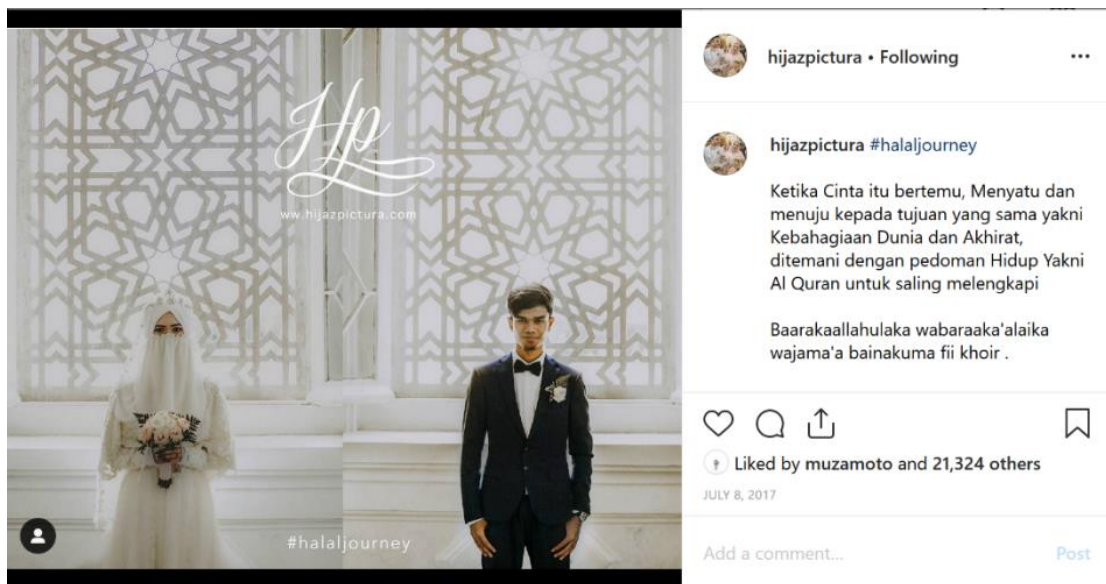 Hp
ww.hijazpictura.com
#halaljourney
hijazpictura • Following
hijazpictura #halaljourney
Ketika Cinta itu bertemu, Menyatu dan
menuju kepada tujuan yang sama yakni
Kebahagiaan Dunia dan Akhirat,
ditemani dengan pedoman Hidup Yakni
Al Quran untuk saling melengkapi
Baarakaallahulaka wabaraaka'alaika
wajama'a bainakuma fii khoir .
Liked by muzamoto and 21,324 others
JULY 8, 2017
Add a comment...
Post